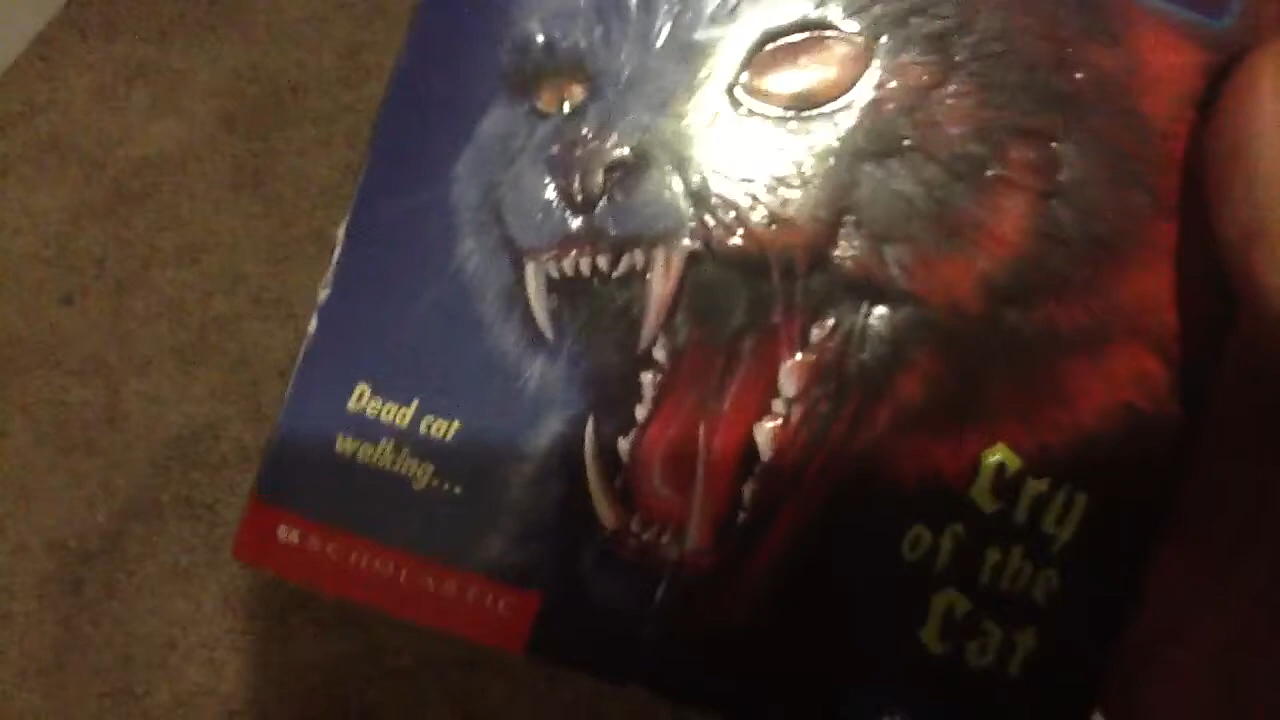 Dead cat
walking...
SCHOLASTIC
Cry
of the
Cat